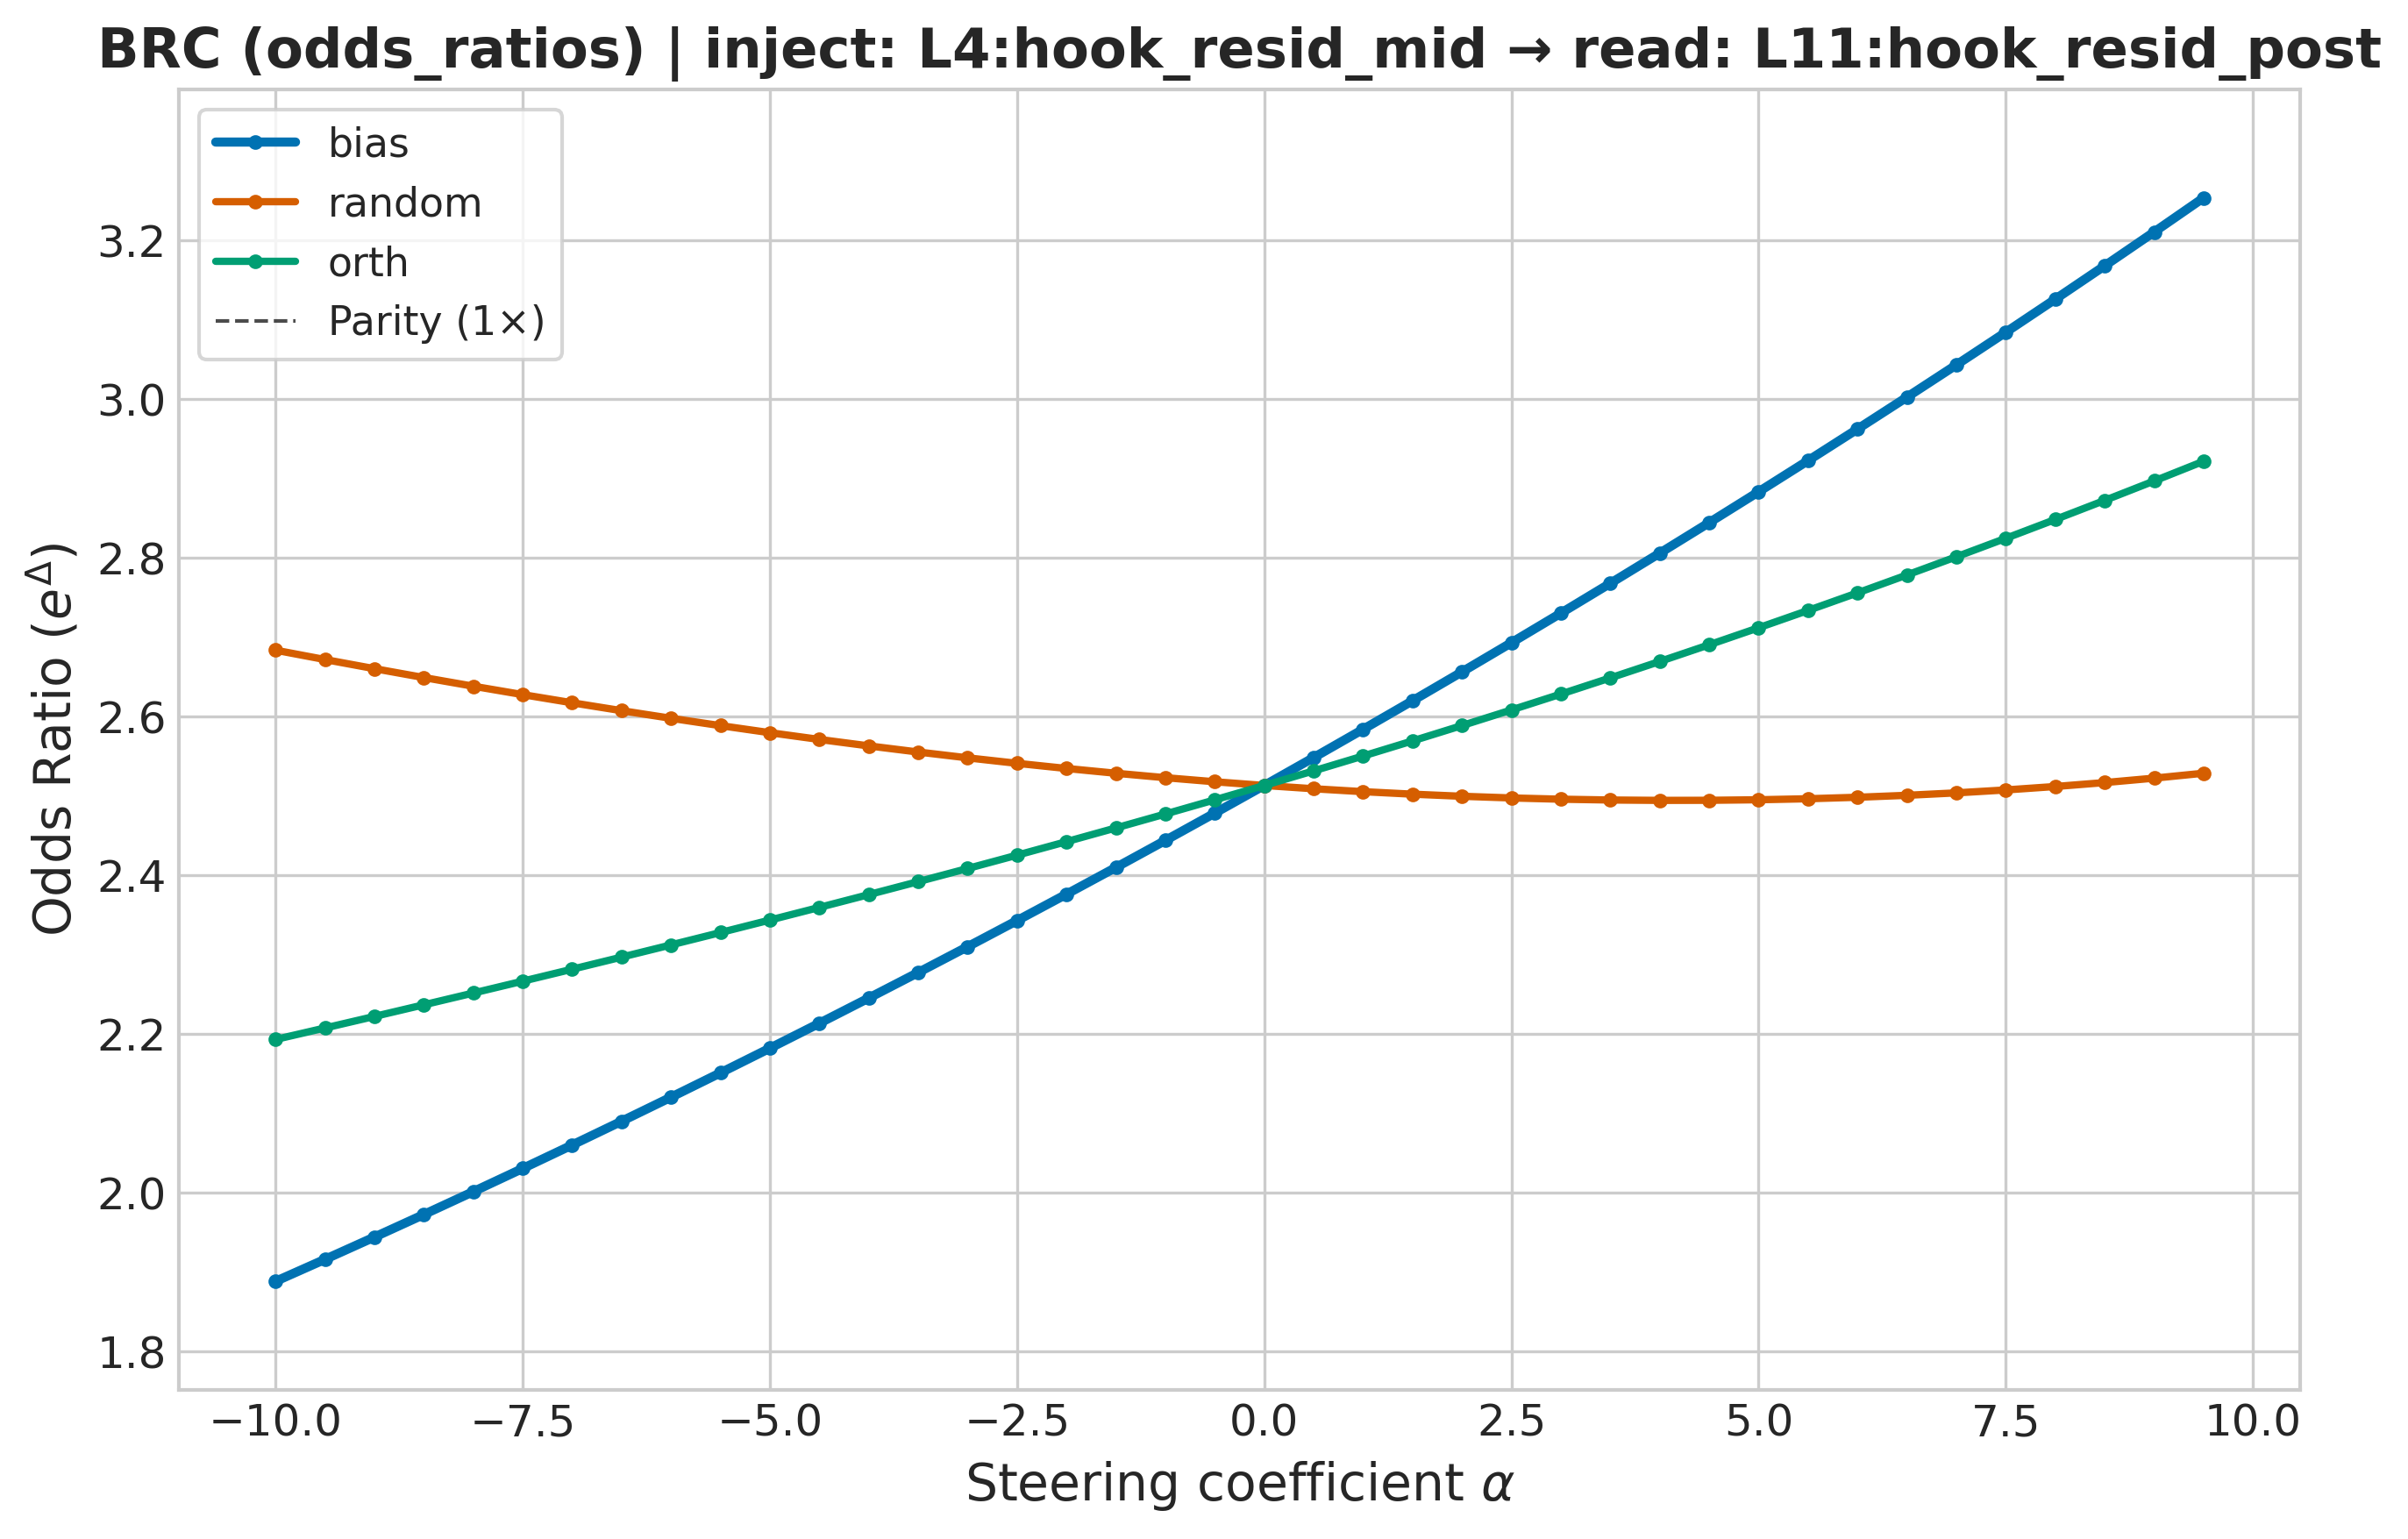 BRC (odds_ratios) | inject: L4:hook_resid_mid → read: L11:hook_resid_post
bias
random
orth
Parity (1×)
Odds Ratio (e^Δ)
3.2
3.0
2.8
2.6
2.4
2.2
2.0
1.8
−10.0 −7.5 −5.0 −2.5 0.0 2.5 5.0 7.5 10.0
Steering coefficient α